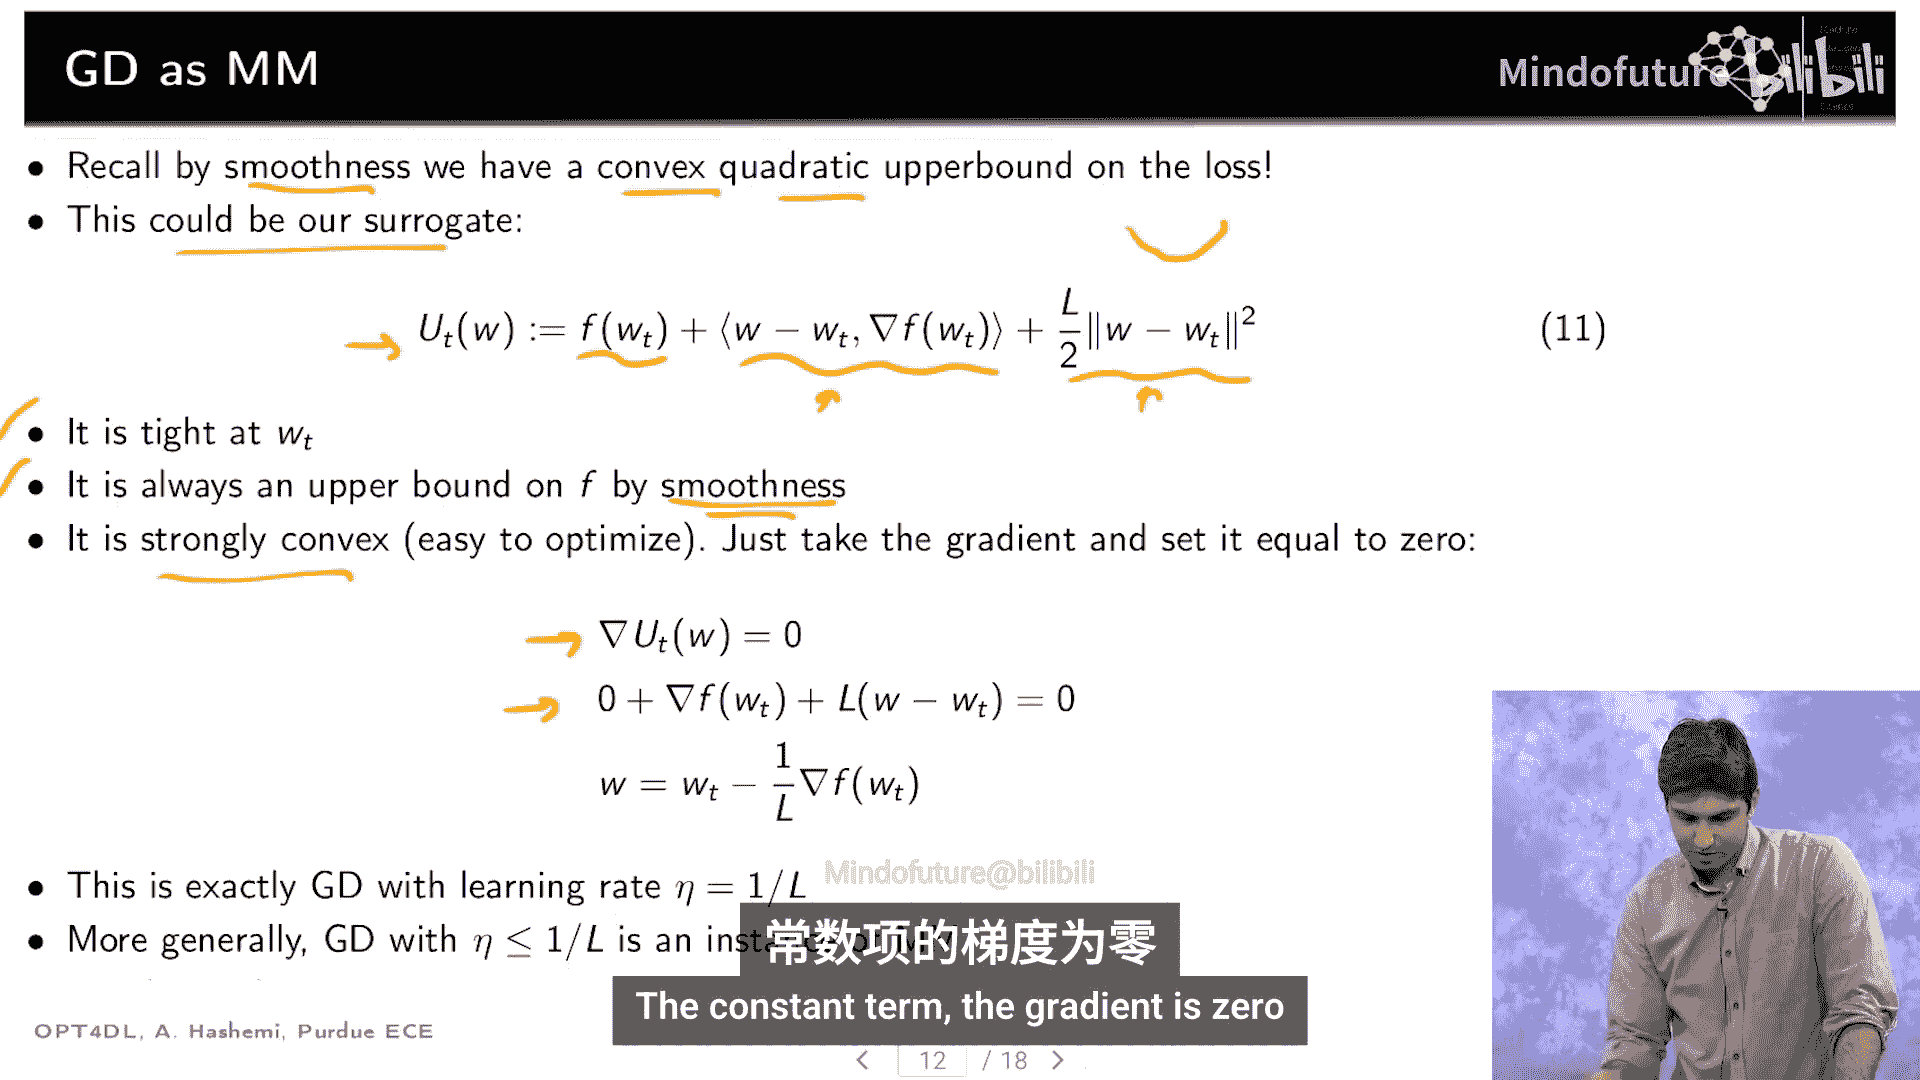 GD as MM
Mindofuture
bilibili
• Recall by smoothness we have a convex quadratic upperbound on the loss!
• This could be our surrogate:
U_t(w) := f(w_t) + ⟨w − w_t, ∇f(w_t)⟩ + L/2 ‖w − w_t‖² (11)
• It is tight at w_t
• It is always an upper bound on f by smoothness
• It is strongly convex (easy to optimize). Just take the gradient and set it equal to zero:
∇U_t(w) = 0
0 + ∇f(w_t) + L(w − w_t) = 0
w = w_t − 1/L ∇f(w_t)
Mindofuture@bilibili
• This is exactly GD with learning rate η = 1/L
• More generally, GD with η ≤ 1/L is an
常数项的梯度为零
The constant term, the gradient is zero
OPT4DL, A. Hashemi, Purdue ECE
12 / 18